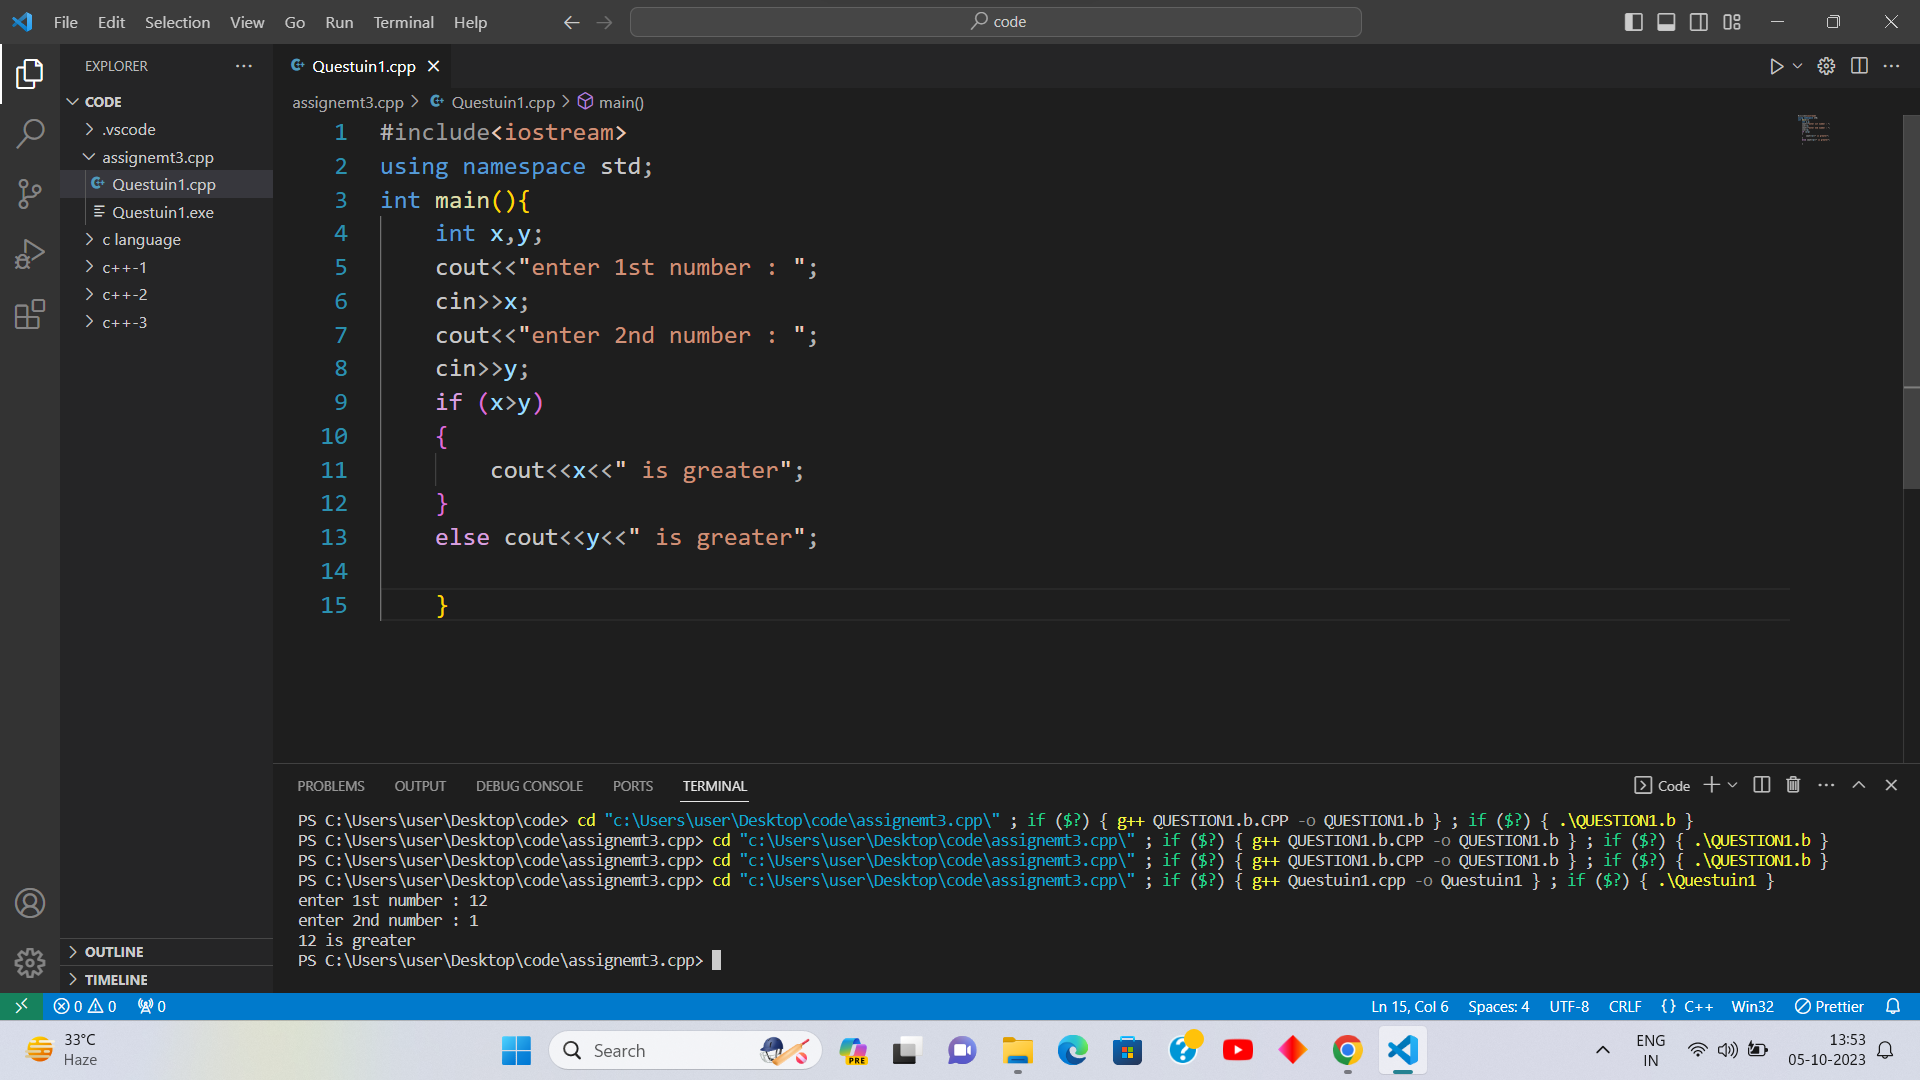 File Edit Selection View Go Run Terminal Help
code
EXPLORER
CODE
.vscode
assignemt3.cpp
Questuin1.cpp
Questuin1.exe
c language
c++-1
c++-2
c++-3
OUTLINE
TIMELINE
Questuin1.cpp
assignemt3.cpp > Questuin1.cpp > main()
1 #include<iostream>
2 using namespace std;
3 int main(){
4 int x,y;
5 cout<<"enter 1st number : ";
6 cin>>x;
7 cout<<"enter 2nd number : ";
8 cin>>y;
9 if (x>y)
10 {
11 cout<<x<<" is greater";
12 }
13 else cout<<y<<" is greater";
14
15 }
PROBLEMS OUTPUT DEBUG CONSOLE PORTS TERMINAL
Code
PS C:\Users\user\Desktop\code> cd "c:\Users\user\Desktop\code\assignemt3.cpp\" ; if ($?) { g++ QUESTION1.b.CPP -o QUESTION1.b } ; if ($?) { .\QUESTION1.b }
PS C:\Users\user\Desktop\code\assignemt3.cpp> cd "c:\Users\user\Desktop\code\assignemt3.cpp\" ; if ($?) { g++ QUESTION1.b.CPP -o QUESTION1.b } ; if ($?) { .\QUESTION1.b }
PS C:\Users\user\Desktop\code\assignemt3.cpp> cd "c:\Users\user\Desktop\code\assignemt3.cpp\" ; if ($?) { g++ QUESTION1.b.CPP -o QUESTION1.b } ; if ($?) { .\QUESTION1.b }
PS C:\Users\user\Desktop\code\assignemt3.cpp> cd "c:\Users\user\Desktop\code\assignemt3.cpp\" ; if ($?) { g++ Questuin1.cpp -o Questuin1 } ; if ($?) { .\Questuin1 }
enter 1st number : 12
enter 2nd number : 1
12 is greater
PS C:\Users\user\Desktop\code\assignemt3.cpp>
0 0 0
Ln 15, Col 6 Spaces: 4 UTF-8 CRLF {} C++ Win32 Prettier
33°C
Haze
Search
PRE
ENG
IN
13:53
05-10-2023